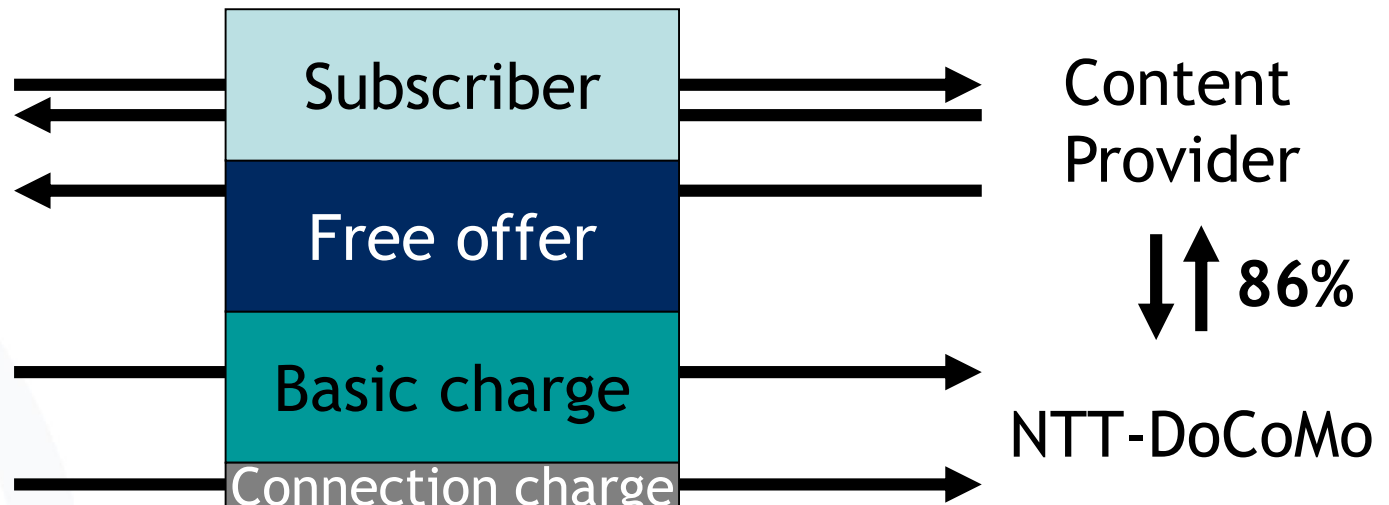 Subscriber
Content
Provider
Free offer
86%
Basic charge
NTT-DoCoMo
Connection charge